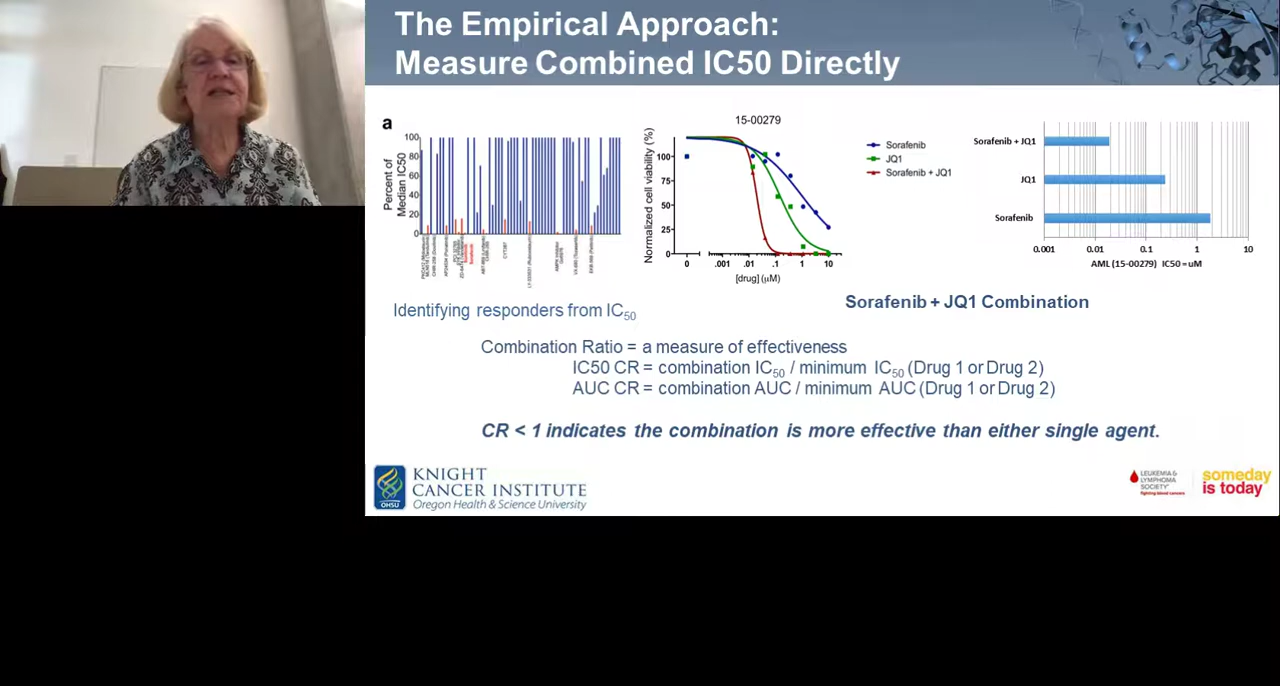 The Empirical Approach:
Measure Combined IC50 Directly
a
Percent of
Median IC50
100
80
60
40
20
0
Sorafenib
CYT387
15-00279
Normalized cell viability (%)
100
75
50
25
0
0 .001 .01 .1 1 10
[drug] (μM)
Sorafenib
JQ1
Sorafenib + JQ1
Sorafenib + JQ1
JQ1
Sorafenib
0.001 0.01 0.1 1 10
AML (15-00279) IC50 = uM
Identifying responders from IC50
Sorafenib + JQ1 Combination
Combination Ratio = a measure of effectiveness
IC50 CR = combination IC50 / minimum IC50 (Drug 1 or Drug 2)
AUC CR = combination AUC / minimum AUC (Drug 1 or Drug 2)
CR < 1 indicates the combination is more effective than either single agent.
OHSU
KNIGHT
CANCER INSTITUTE
Oregon Health & Science University
LEUKEMIA &
LYMPHOMA
SOCIETY
fighting blood cancers
someday
is today